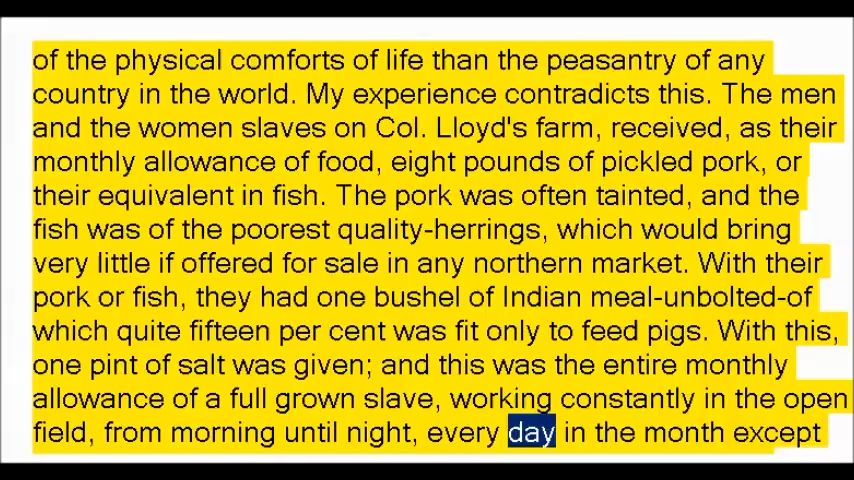 of the physical comforts of life than the peasantry of any
country in the world. My experience contradicts this. The men
and the women slaves on Col. Lloyd's farm, received, as their
monthly allowance of food, eight pounds of pickled pork, or
their equivalent in fish. The pork was often tainted, and the
fish was of the poorest quality-herrings, which would bring
very little if offered for sale in any northern market. With their
pork or fish, they had one bushel of Indian meal-unbolted-of
which quite fifteen per cent was fit only to feed pigs. With this,
one pint of salt was given; and this was the entire monthly
allowance of a full grown slave, working constantly in the open
field, from morning until night, every day in the month except